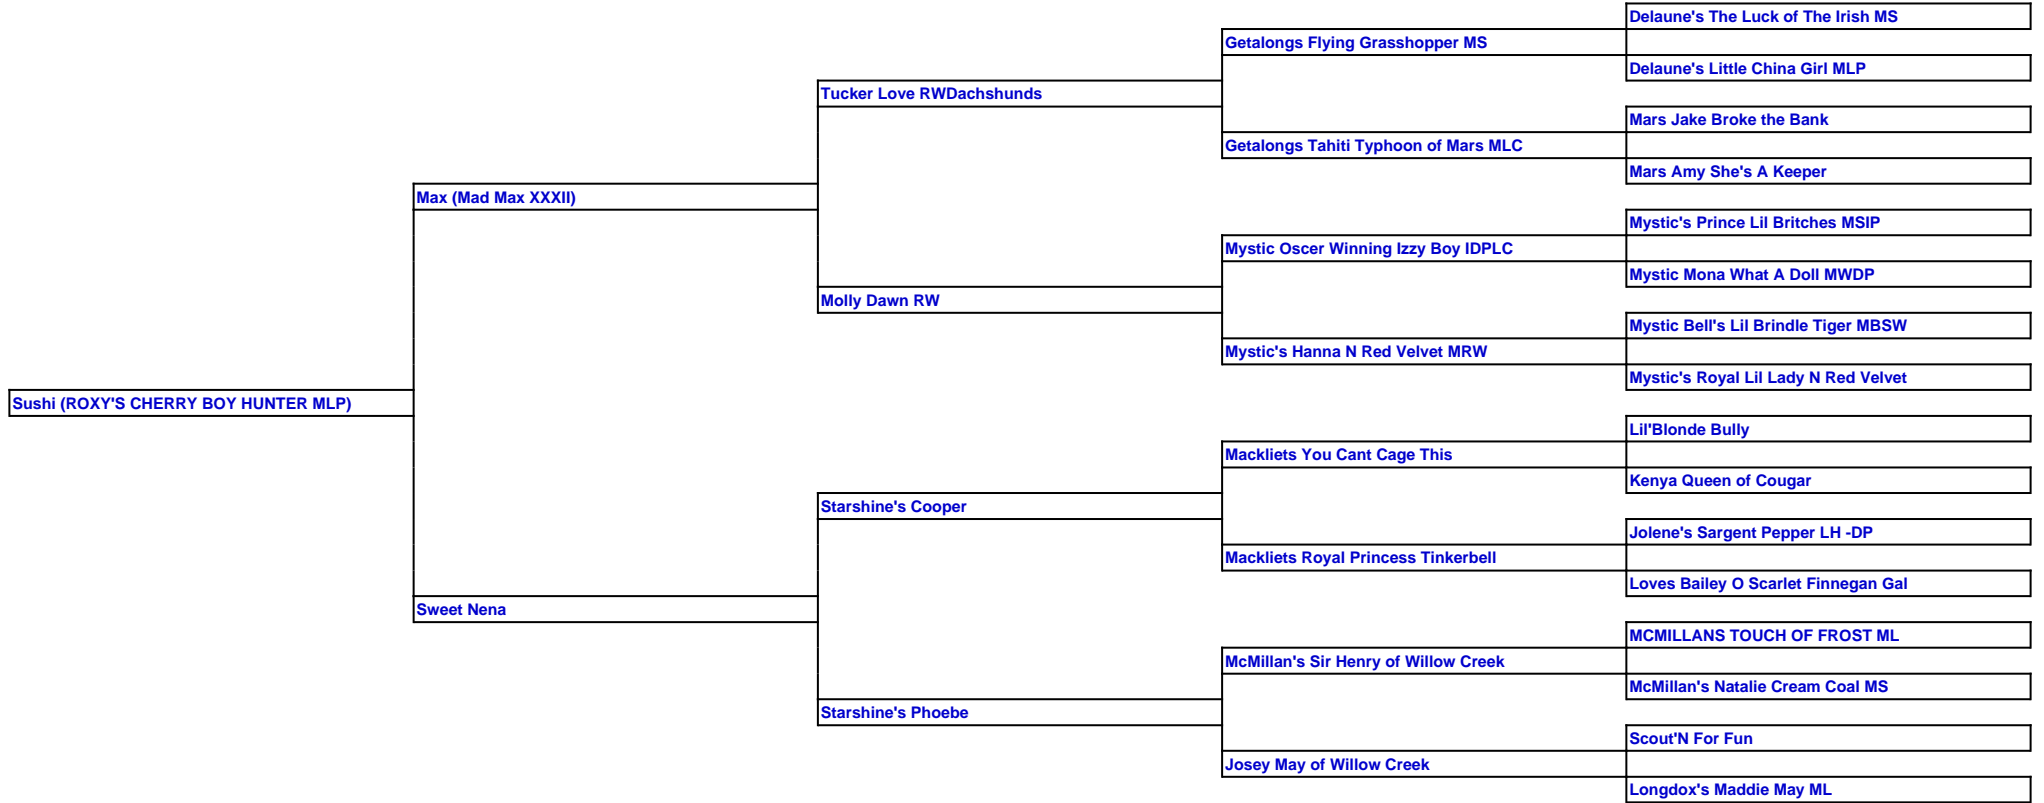 Delaune's The Luck of The Irish MS
Getalongs Flying Grasshopper MS
Delaune's Little China Girl MLP
Tucker Love RWDachshunds
Mars Jake Broke the Bank
Getalongs Tahiti Typhoon of Mars MLC
Mars Amy She's A Keeper
Max (Mad Max XXXII)
Mystic's Prince Lil Britches MSIP
Mystic Oscer Winning Izzy Boy IDPLC
Mystic Mona What A Doll MWDP
Molly Dawn RW
Mystic Bell's Lil Brindle Tiger MBSW
Mystic's Hanna N Red Velvet MRW
Mystic's Royal Lil Lady N Red Velvet
Sushi (ROXY'S CHERRY BOY HUNTER MLP)
Lil'Blonde Bully
Mackliets You Cant Cage This
Kenya Queen of Cougar
Starshine's Cooper
Jolene's Sargent Pepper LH -DP
Mackliets Royal Princess Tinkerbell
Loves Bailey O Scarlet Finnegan Gal
Sweet Nena
MCMILLANS TOUCH OF FROST ML
McMillan's Sir Henry of Willow Creek
McMillan's Natalie Cream Coal MS
Starshine's Phoebe
Scout'N For Fun
Josey May of Willow Creek
Longdox's Maddie May ML